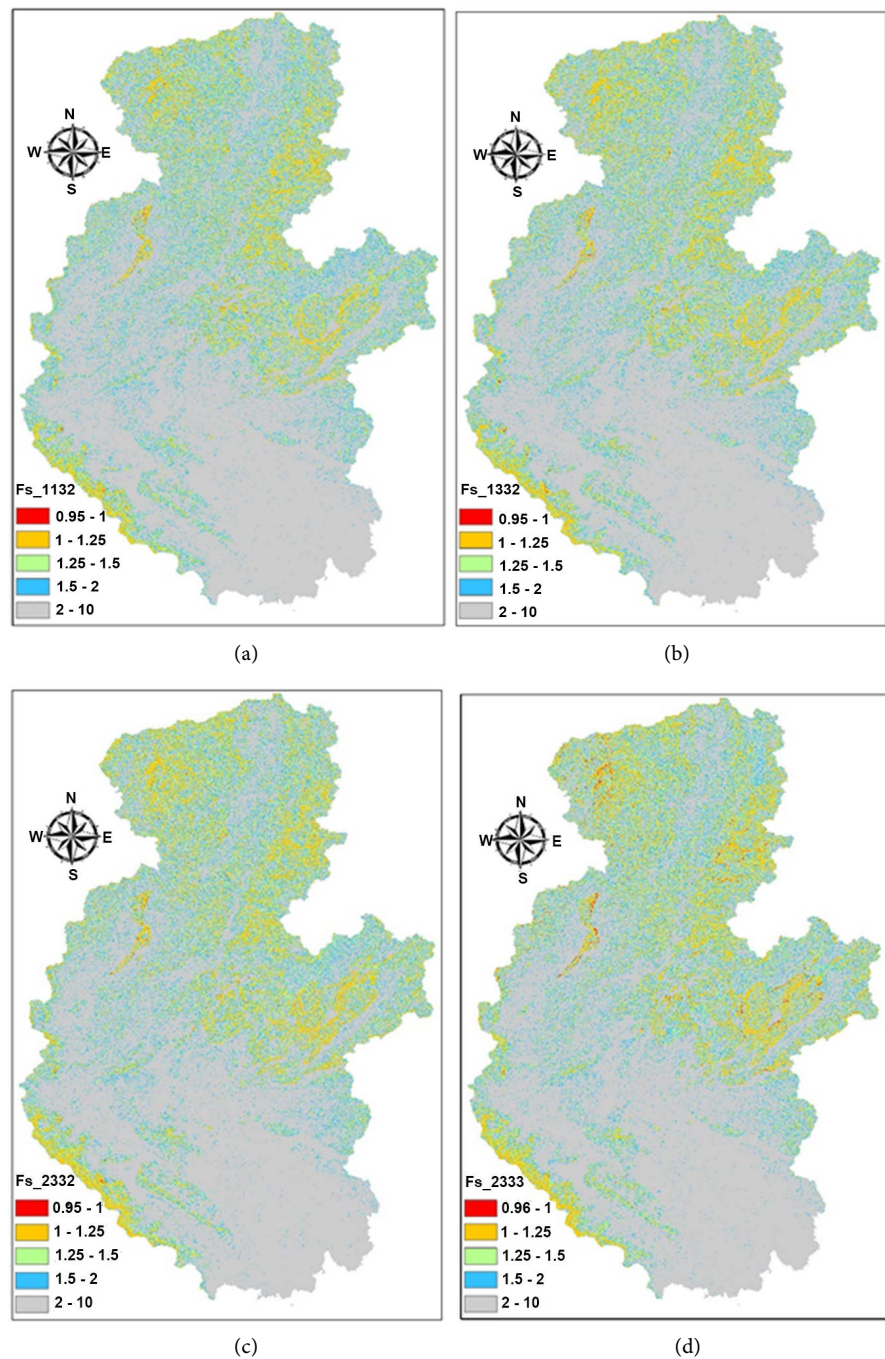 N
W E
S
Fs_1132
0.95 - 1
1 - 1.25
1.25 - 1.5
1.5 - 2
2 - 10
(a)
N
W E
S
Fs_1332
0.95 - 1
1 - 1.25
1.25 - 1.5
1.5 - 2
2 - 10
(b)
N
W E
S
Fs_2332
0.95 - 1
1 - 1.25
1.25 - 1.5
1.5 - 2
2 - 10
(c)
N
W E
S
Fs_2333
0.96 - 1
1 - 1.25
1.25 - 1.5
1.5 - 2
2 - 10
(d)